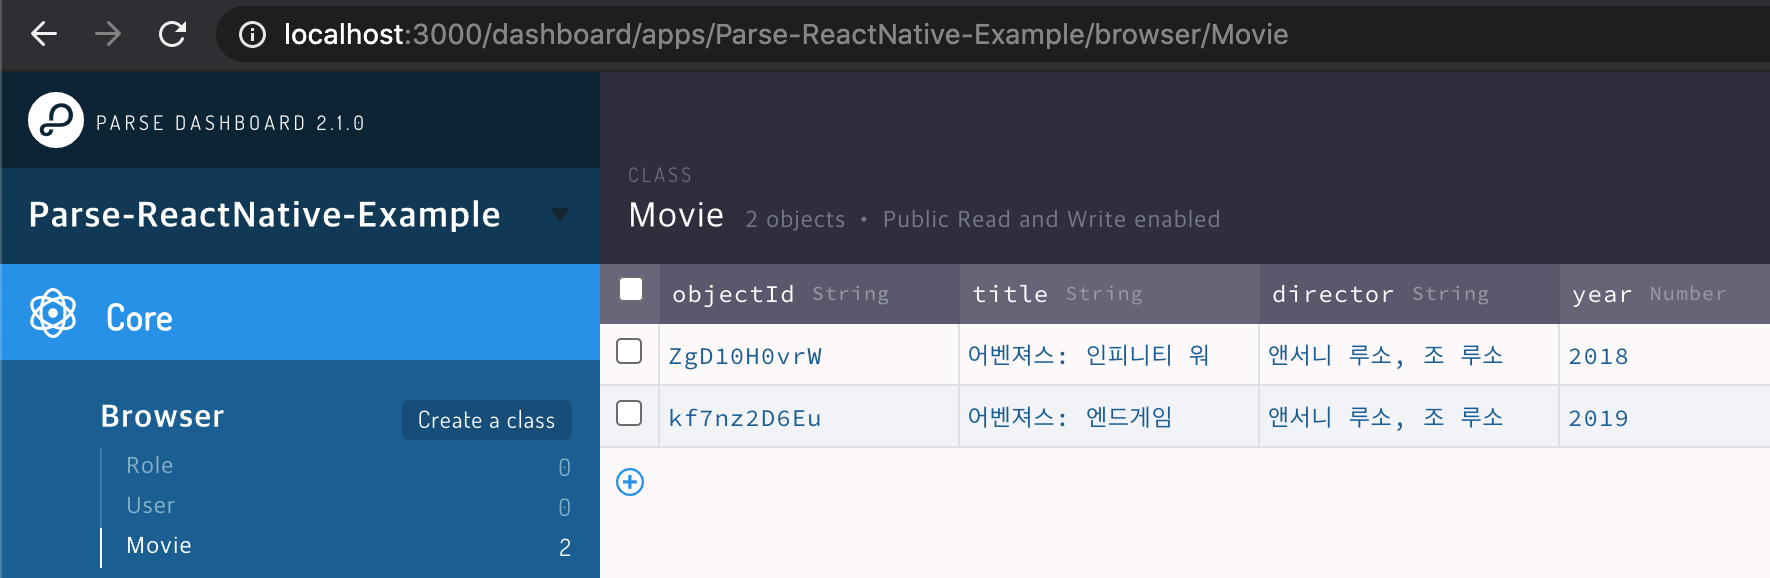 localhost:3000/dashboard/apps/Parse-ReactNative-Example/browser/Movie
PARSE DASHBOARD 2.1.0
Parse-ReactNative-Example
Core
Browser
Create a class
Role 0
User 0
Movie 2
CLASS
Movie 2 objects • Public Read and Write enabled
objectId String title String director String year Number
ZgD10H0vrW 어벤져스: 인피니티 워 앤서니 루소, 조 루소 2018
kf7nz2D6Eu 어벤져스: 엔드게임 앤서니 루소, 조 루소 2019